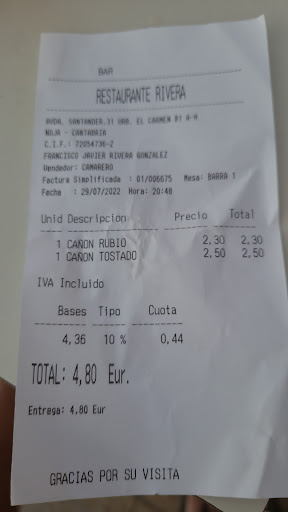 BAR
RESTAURANTE RIVERA
AVDA. SANTANDER,31 URB. EL CARMEN B1 A-A
NOJA - CANTABRIA
C.I.F.: 72054736-Z
FRANCISCO JAVIER RIVERA GONZALEZ
Vendedor: CAMARERO
Factura Simplificada : 01/006675 Mesa: BARRA 1
Fecha : 29/07/2022 Hora: 20:48
Unid Descripcion Precio Total
1 CAÑON RUBIO 2,30 2,30
1 CAÑON TOSTADO 2,50 2,50
IVA Incluido
Bases Tipo Cuota
4,36 10 % 0,44
TOTAL: 4,80 Eur.
Entrega: 4,80 Eur
GRACIAS POR SU VISITA